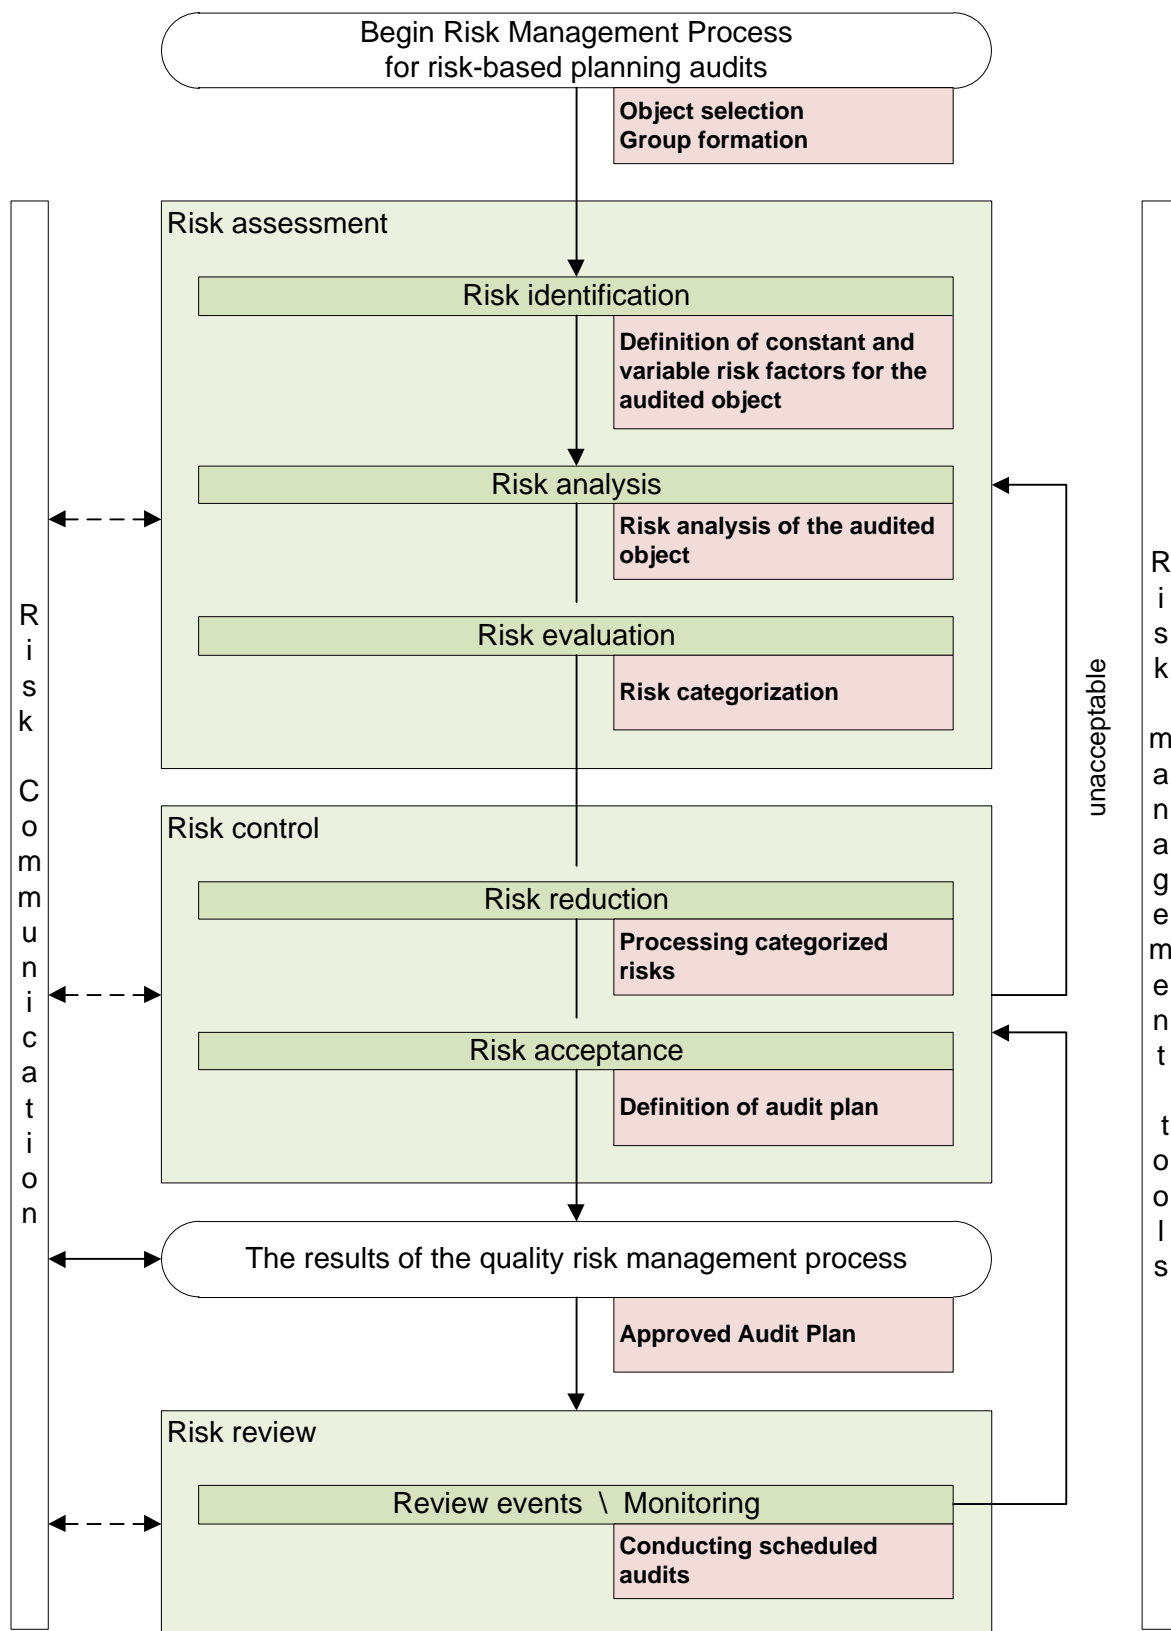 Begin Risk Management Process
for risk-based planning audits
Object selection
Group formation
Risk assessment
Risk identification
Definition of constant and
variable risk factors for the
audited object
Risk analysis
Risk analysis of the audited
object
Risk evaluation
Risk categorization
Risk control
Risk reduction
Processing categorized
risks
Risk acceptance
Definition of audit plan
The results of the quality risk management process
Approved Audit Plan
Risk review
Review events \ Monitoring
Conducting scheduled
audits
Risk Communication
unacceptable
Risk management tools